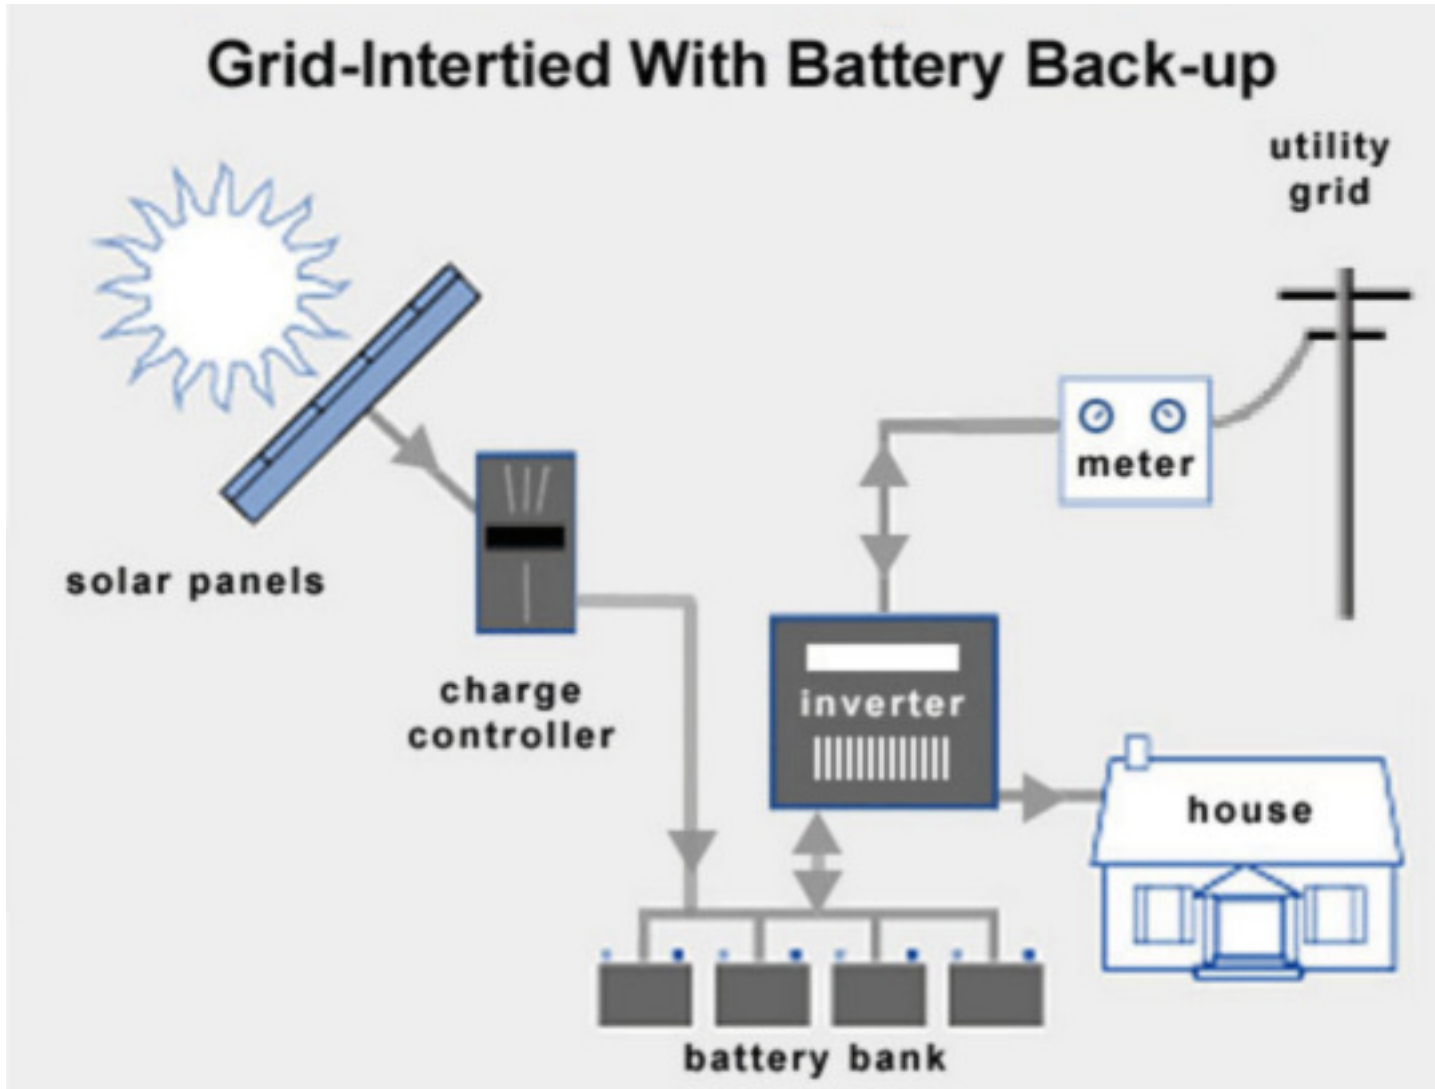 Grid-Intertied With Battery Back-up
utility
grid
meter
solar panels
charge
controller
inverter
house
battery bank